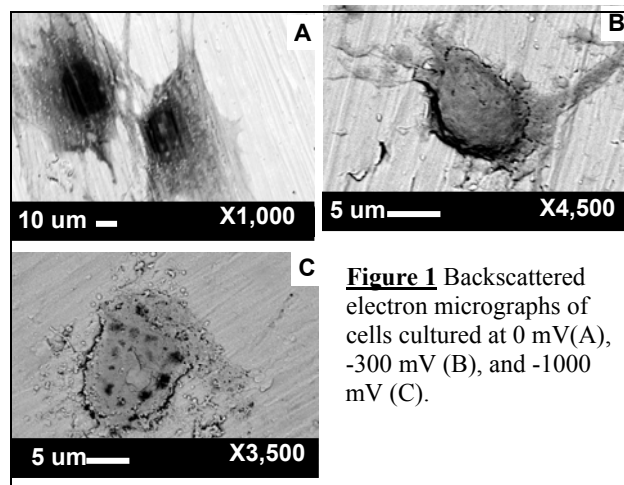 A
10 um X1,000
B
5 um X4,500
C
5 um X3,500
Figure 1 Backscattered
electron micrographs of
cells cultured at 0 mV(A),
-300 mV (B), and -1000
mV (C).